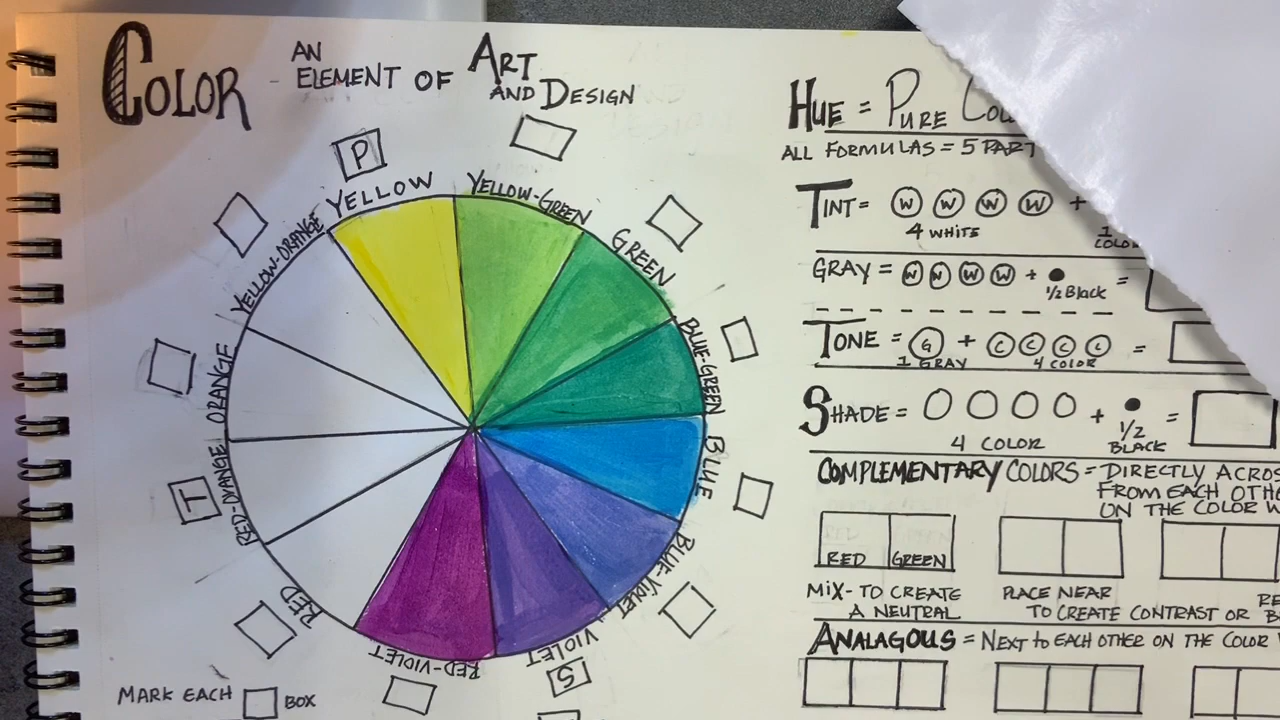 COLOR - AN ELEMENT OF ART AND DESIGN
P
YELLOW
YELLOW-GREEN
GREEN
BLUE-GREEN
BLUE
BLUE-VIOLET
VIOLET
S
RED-VIOLET
RED
RED-ORANGE
T
ORANGE
YELLOW-ORANGE
MARK EACH BOX
HUE = PURE
ALL FORMULAS = 5 PART
TINT = W W W W +
4 WHITE
1
COLOR
GRAY = W W W W + =
1/2 BLACK
TONE = G + C C C C =
1 GRAY 4 COLOR
SHADE = + =
4 COLOR 1/2 BLACK
COMPLEMENTARY COLORS = DIRECTLY
FROM EACH
ON THE COLOR
RED GREEN
MIX - TO CREATE
A NEUTRAL
PLACE NEAR
TO CREATE CONTRAST OR
ANALAGOUS = NEXT to EACH OTHER ON THE COLOR